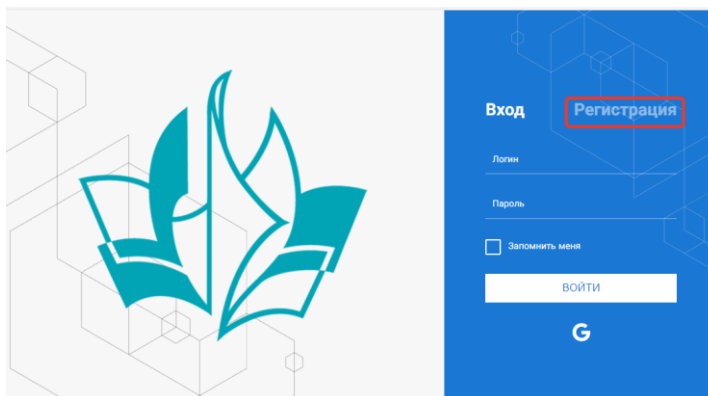 Вход Регистрация
Логин
Пароль
Запомнить меня
ВОЙТИ
G